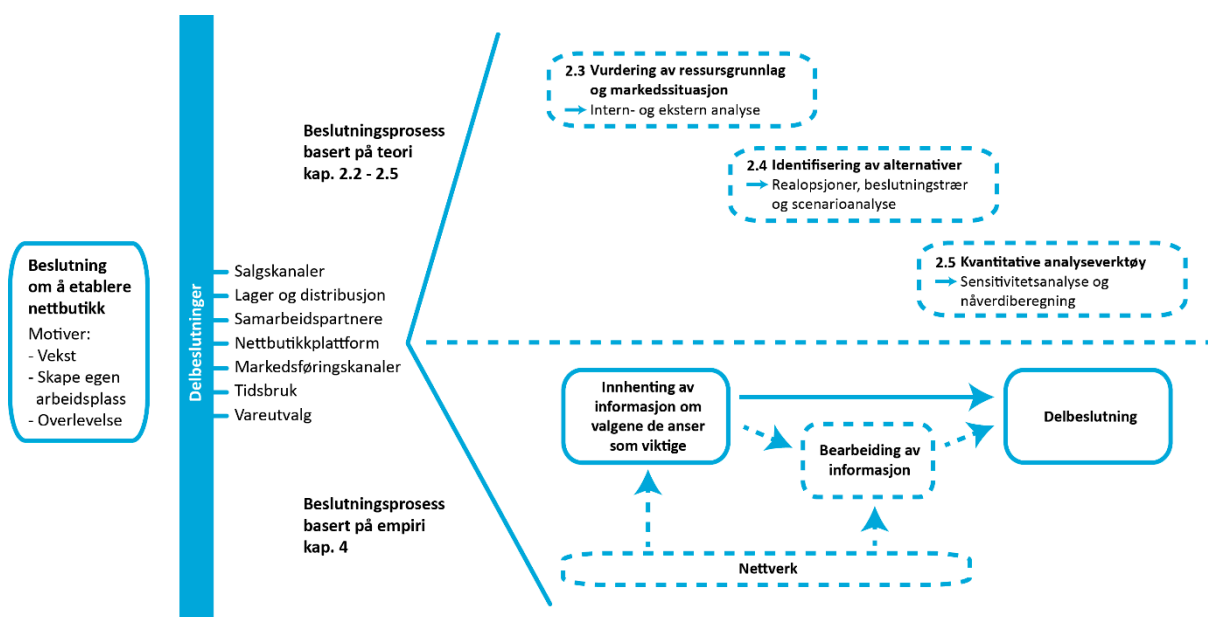 Beslutning
om å etablere
nettbutikk
Motiver:
- Vekst
- Skape egen
arbeidsplass
- Overlevelse
Delbeslutninger
Salgskanaler
Lager og distribusjon
Samarbeidspartnere
Nettbutikkplattform
Markedsføringskanaler
Tidsbruk
Vareutvalg
Beslutningsprosess
basert på teori
kap. 2.2 - 2.5
2.3 Vurdering av ressursgrunnlag
og markedssituasjon
Intern- og ekstern analyse
2.4 Identifisering av alternativer
Realopsjoner, beslutningstrær
og scenarioanalyse
2.5 Kvantitative analyseverktøy
Sensitivitetsanalyse og
nåverdiberegning
Beslutningsprosess
basert på empiri
kap. 4
Innhenting av
informasjon om
valgene de anser
som viktige
Bearbeiding av
informasjon
Delbeslutning
Nettverk